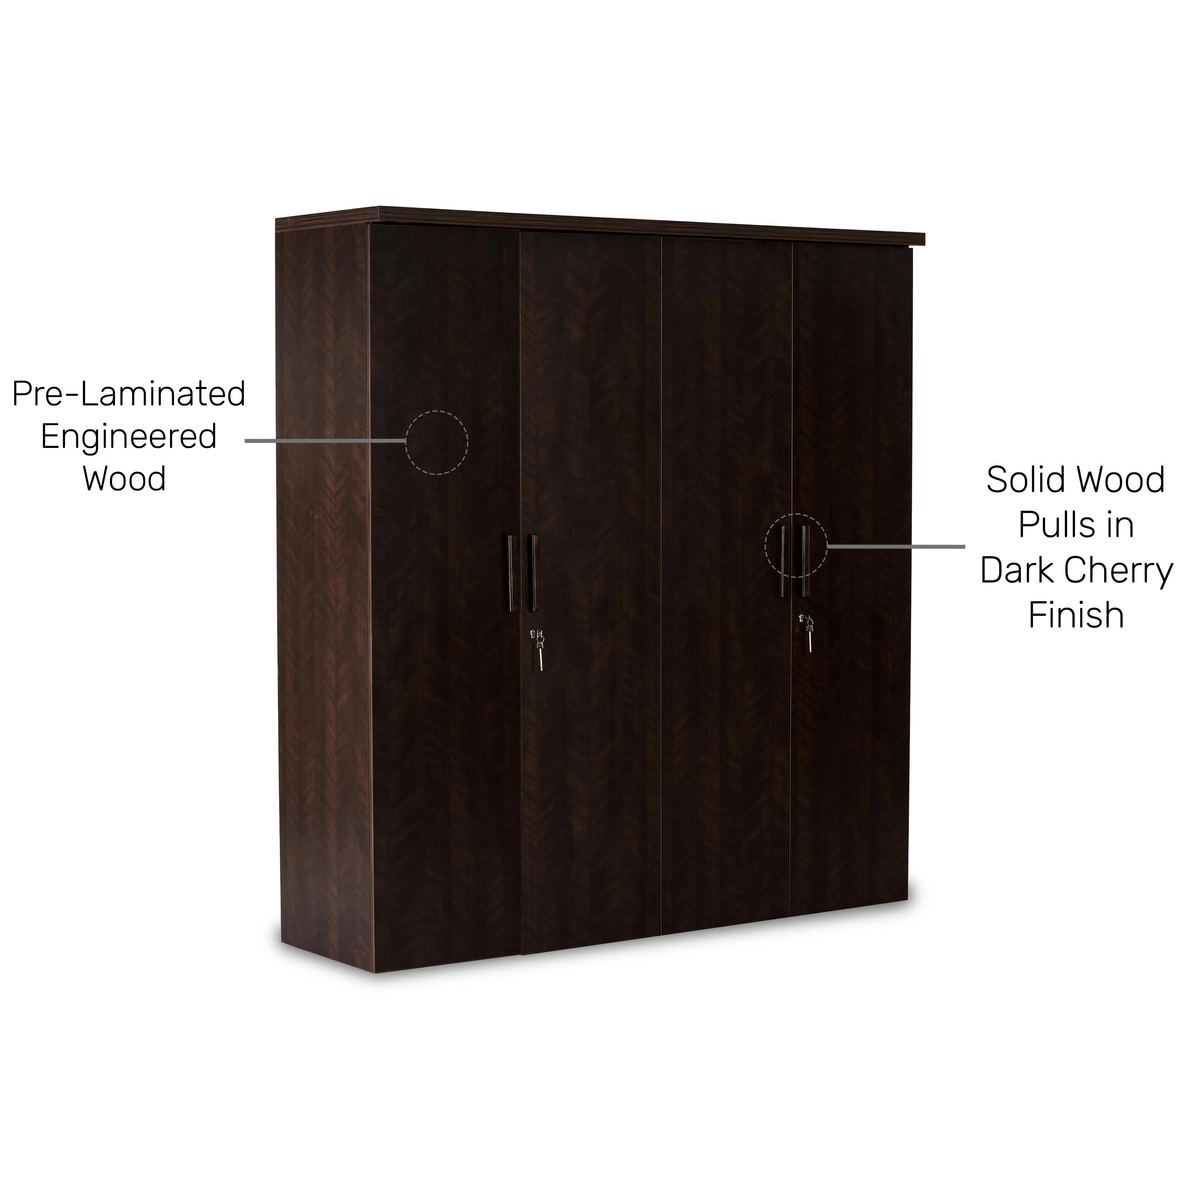 Pre-Laminated
Engineered
Wood
Solid Wood
Pulls in
Dark Cherry
Finish